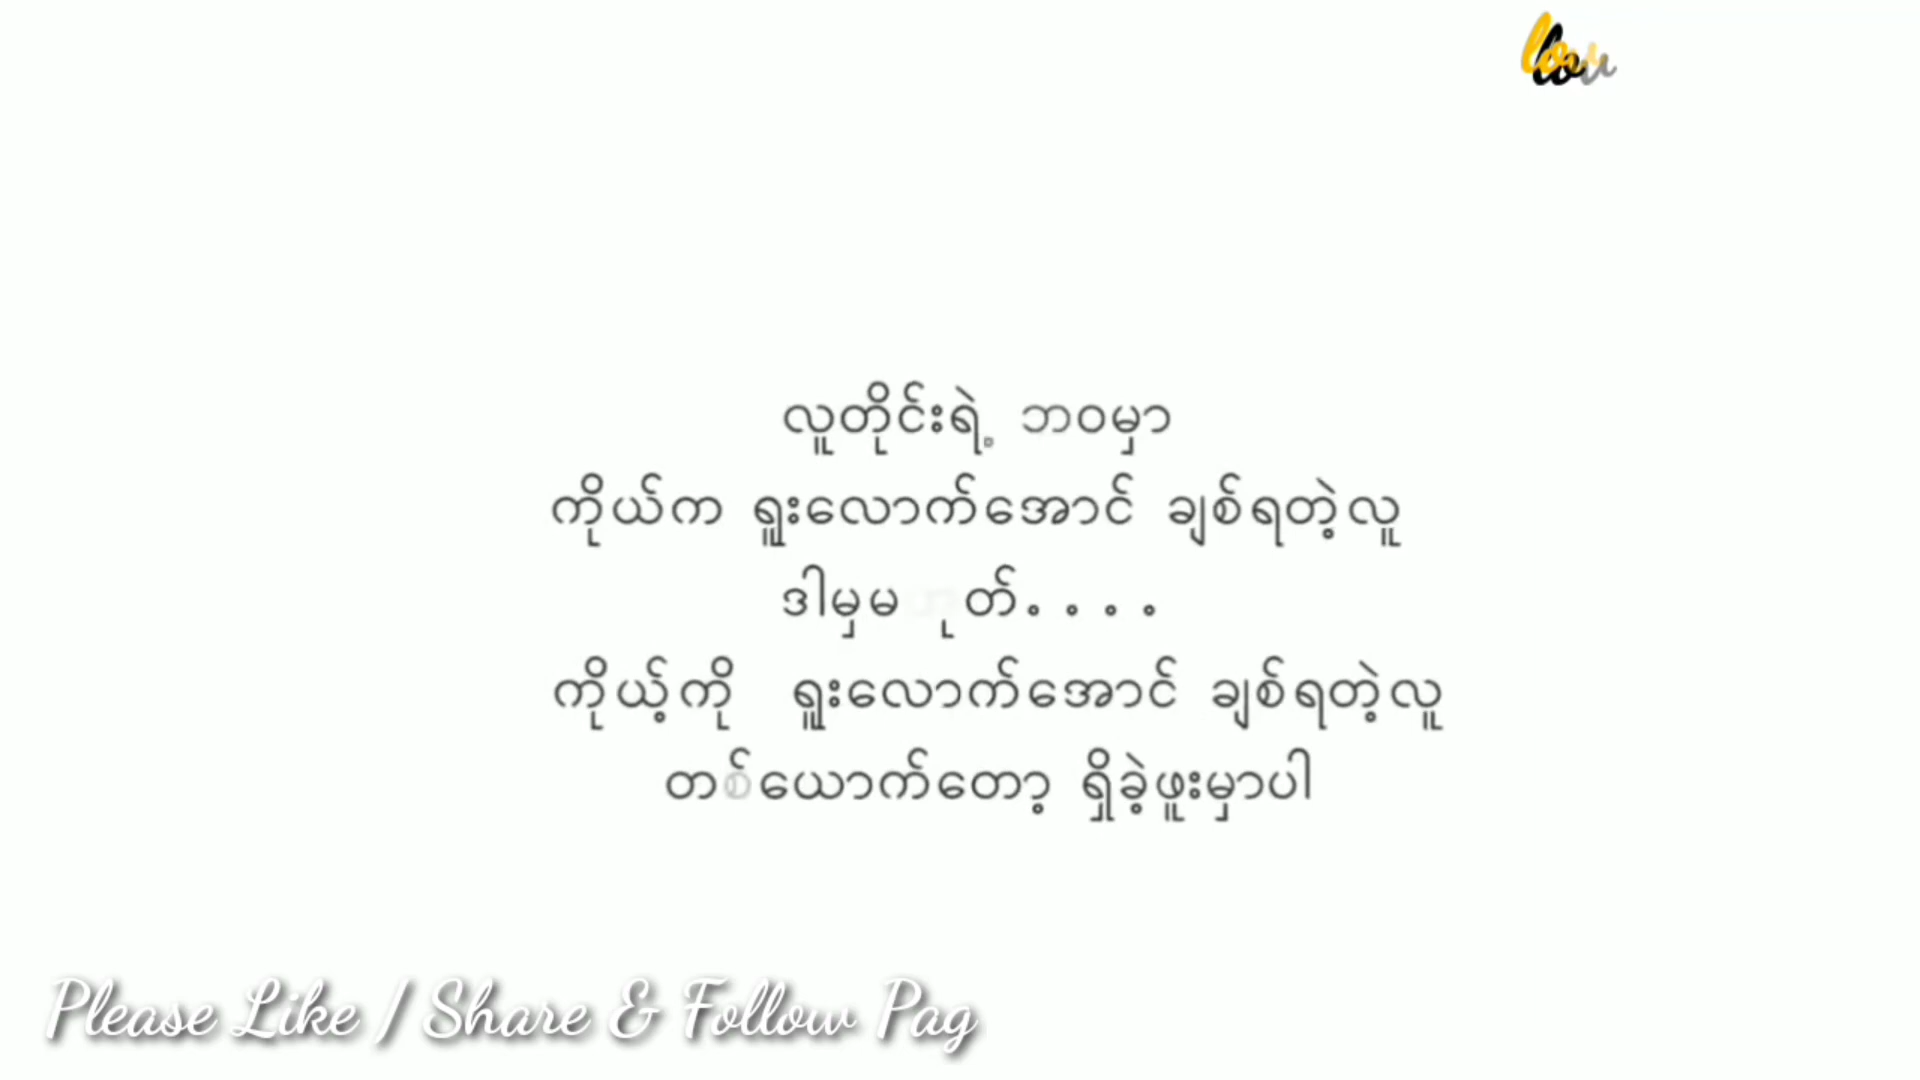 လူတိုင်းရဲ့ ဘဝမှာ
ကိုယ်က ရူးလောက်အောင် ချစ်ရတဲ့လူ
ဒါမှမဟုတ်. . . .
ကိုယ့်ကို ရူးလောက်အောင် ချစ်ရတဲ့လူ
တစ်ယောက်တော့ ရှိခဲ့ဖူးမှာပါ
Please Like / Share & Follow Pag